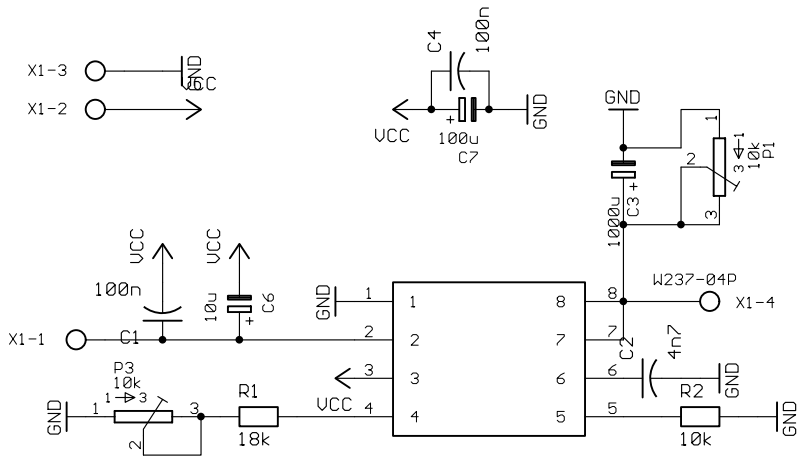 X1-3
GND
VCC
X1-2
C4
100n
VCC
+
100u
C7
GND
GND
1
2
3
1
3
10k
P1
+
C3
1000u
VCC
VCC
100n
10u
C6
+
GND
1
1
8
8
W237-04P
X1-4
X1-1
C1
2
2
7
7
C2
4n7
P3
10k
1
3
VCC
3
3
6
6
GND
R1
R2
GND
1
3
2
18k
4
4
5
5
10k
GND